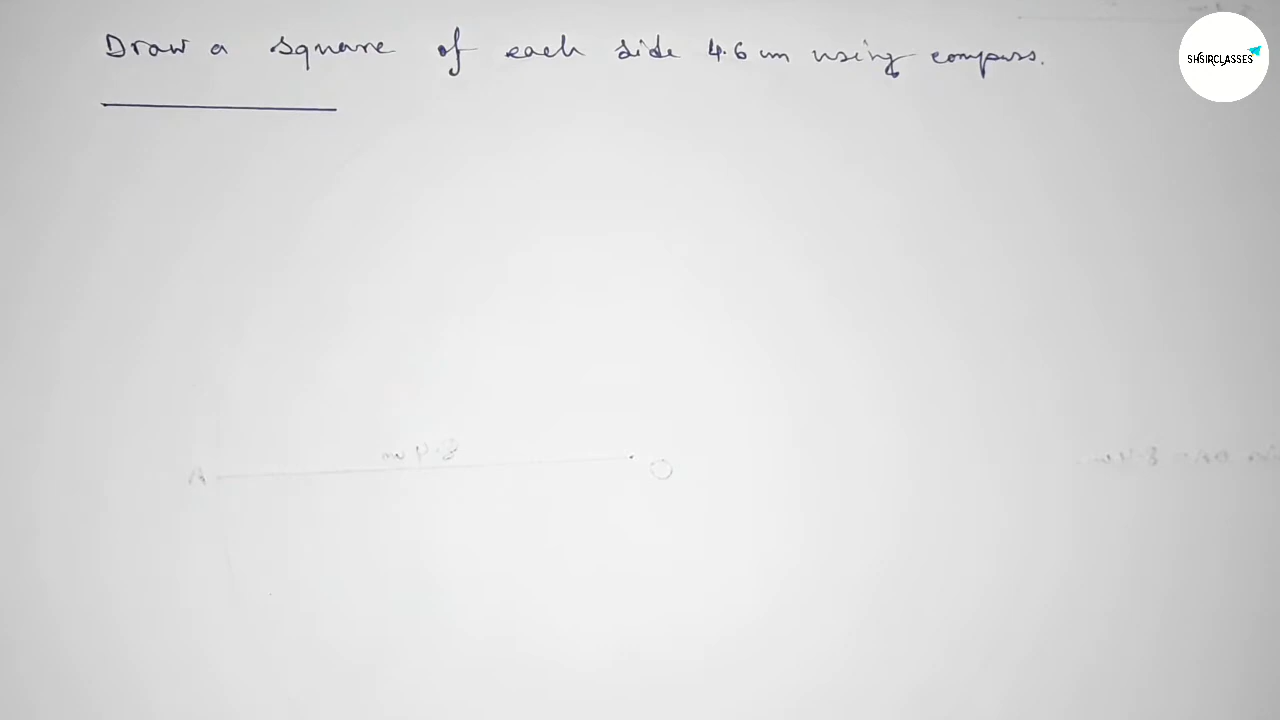 Draw a square of each side 4.6 cm using compass.
SHSIRCLASSES